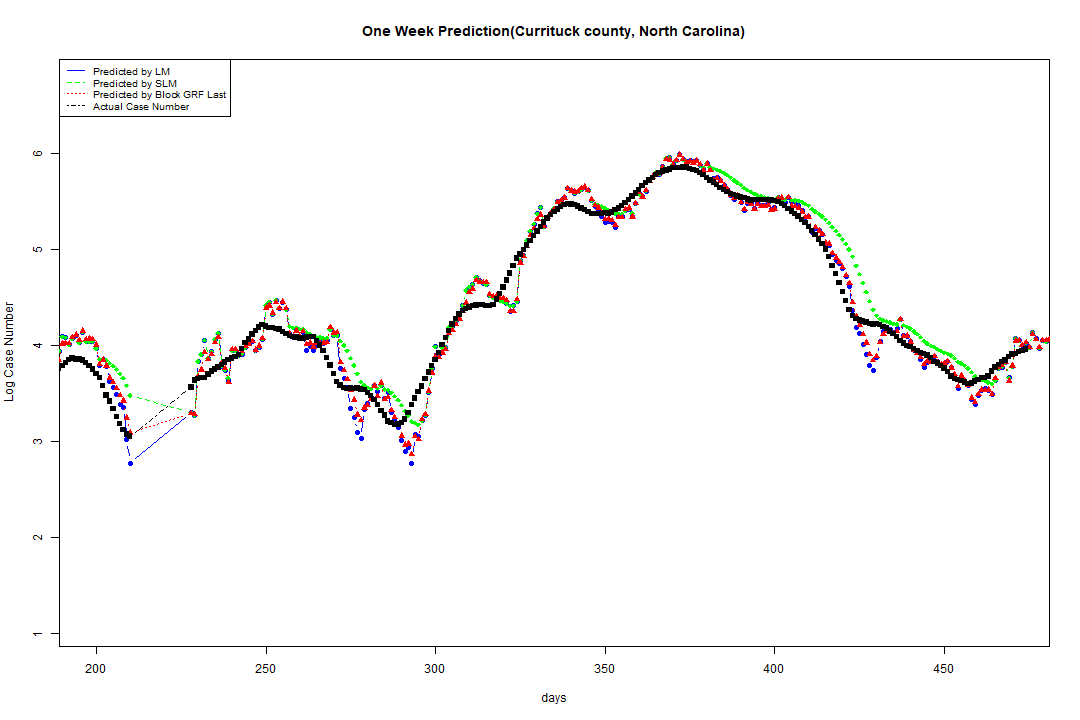 One Week Prediction(Currituck county, North Carolina)
Predicted by LM
Predicted by SLM
Predicted by Block GRF Last
Actual Case Number
6
5
4
3
2
1
Log Case Number
200 250 300 350 400 450
days